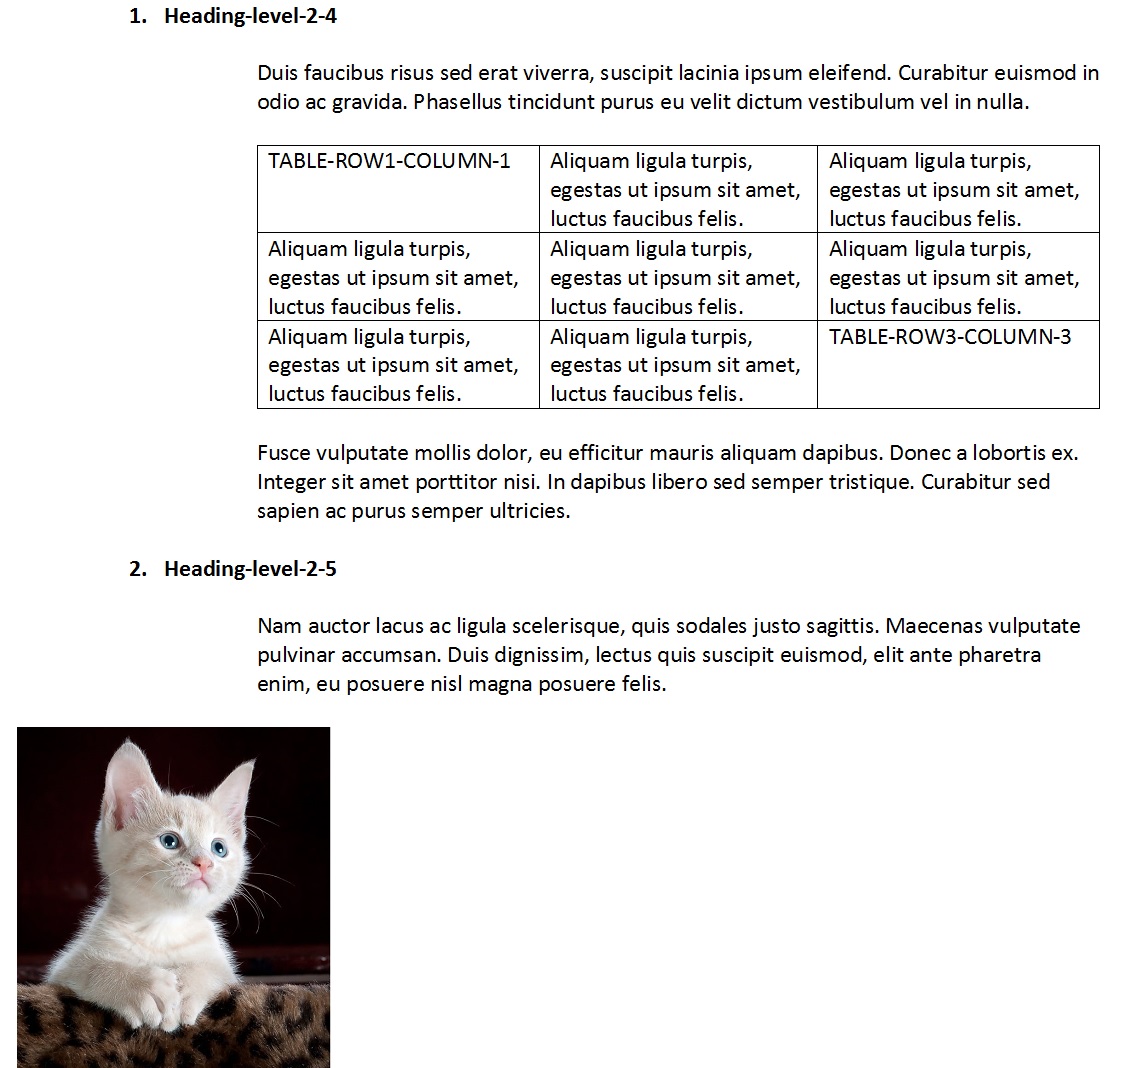 1. Heading-level-2-4
Duis faucibus risus sed erat viverra, suscipit lacinia ipsum eleifend. Curabitur euismod in
odio ac gravida. Phasellus tincidunt purus eu velit dictum vestibulum vel in nulla.
TABLE-ROW1-COLUMN-1
Aliquam ligula turpis,
egestas ut ipsum sit amet,
luctus faucibus felis.
Aliquam ligula turpis,
egestas ut ipsum sit amet,
luctus faucibus felis.
Aliquam ligula turpis,
egestas ut ipsum sit amet,
luctus faucibus felis.
Aliquam ligula turpis,
egestas ut ipsum sit amet,
luctus faucibus felis.
Aliquam ligula turpis,
egestas ut ipsum sit amet,
luctus faucibus felis.
Aliquam ligula turpis,
egestas ut ipsum sit amet,
luctus faucibus felis.
Aliquam ligula turpis,
egestas ut ipsum sit amet,
luctus faucibus felis.
TABLE-ROW3-COLUMN-3
Fusce vulputate mollis dolor, eu efficitur mauris aliquam dapibus. Donec a lobortis ex.
Integer sit amet porttitor nisi. In dapibus libero sed semper tristique. Curabitur sed
sapien ac purus semper ultricies.
2. Heading-level-2-5
Nam auctor lacus ac ligula scelerisque, quis sodales justo sagittis. Maecenas vulputate
pulvinar accumsan. Duis dignissim, lectus quis suscipit euismod, elit ante pharetra
enim, eu posuere nisl magna posuere felis.